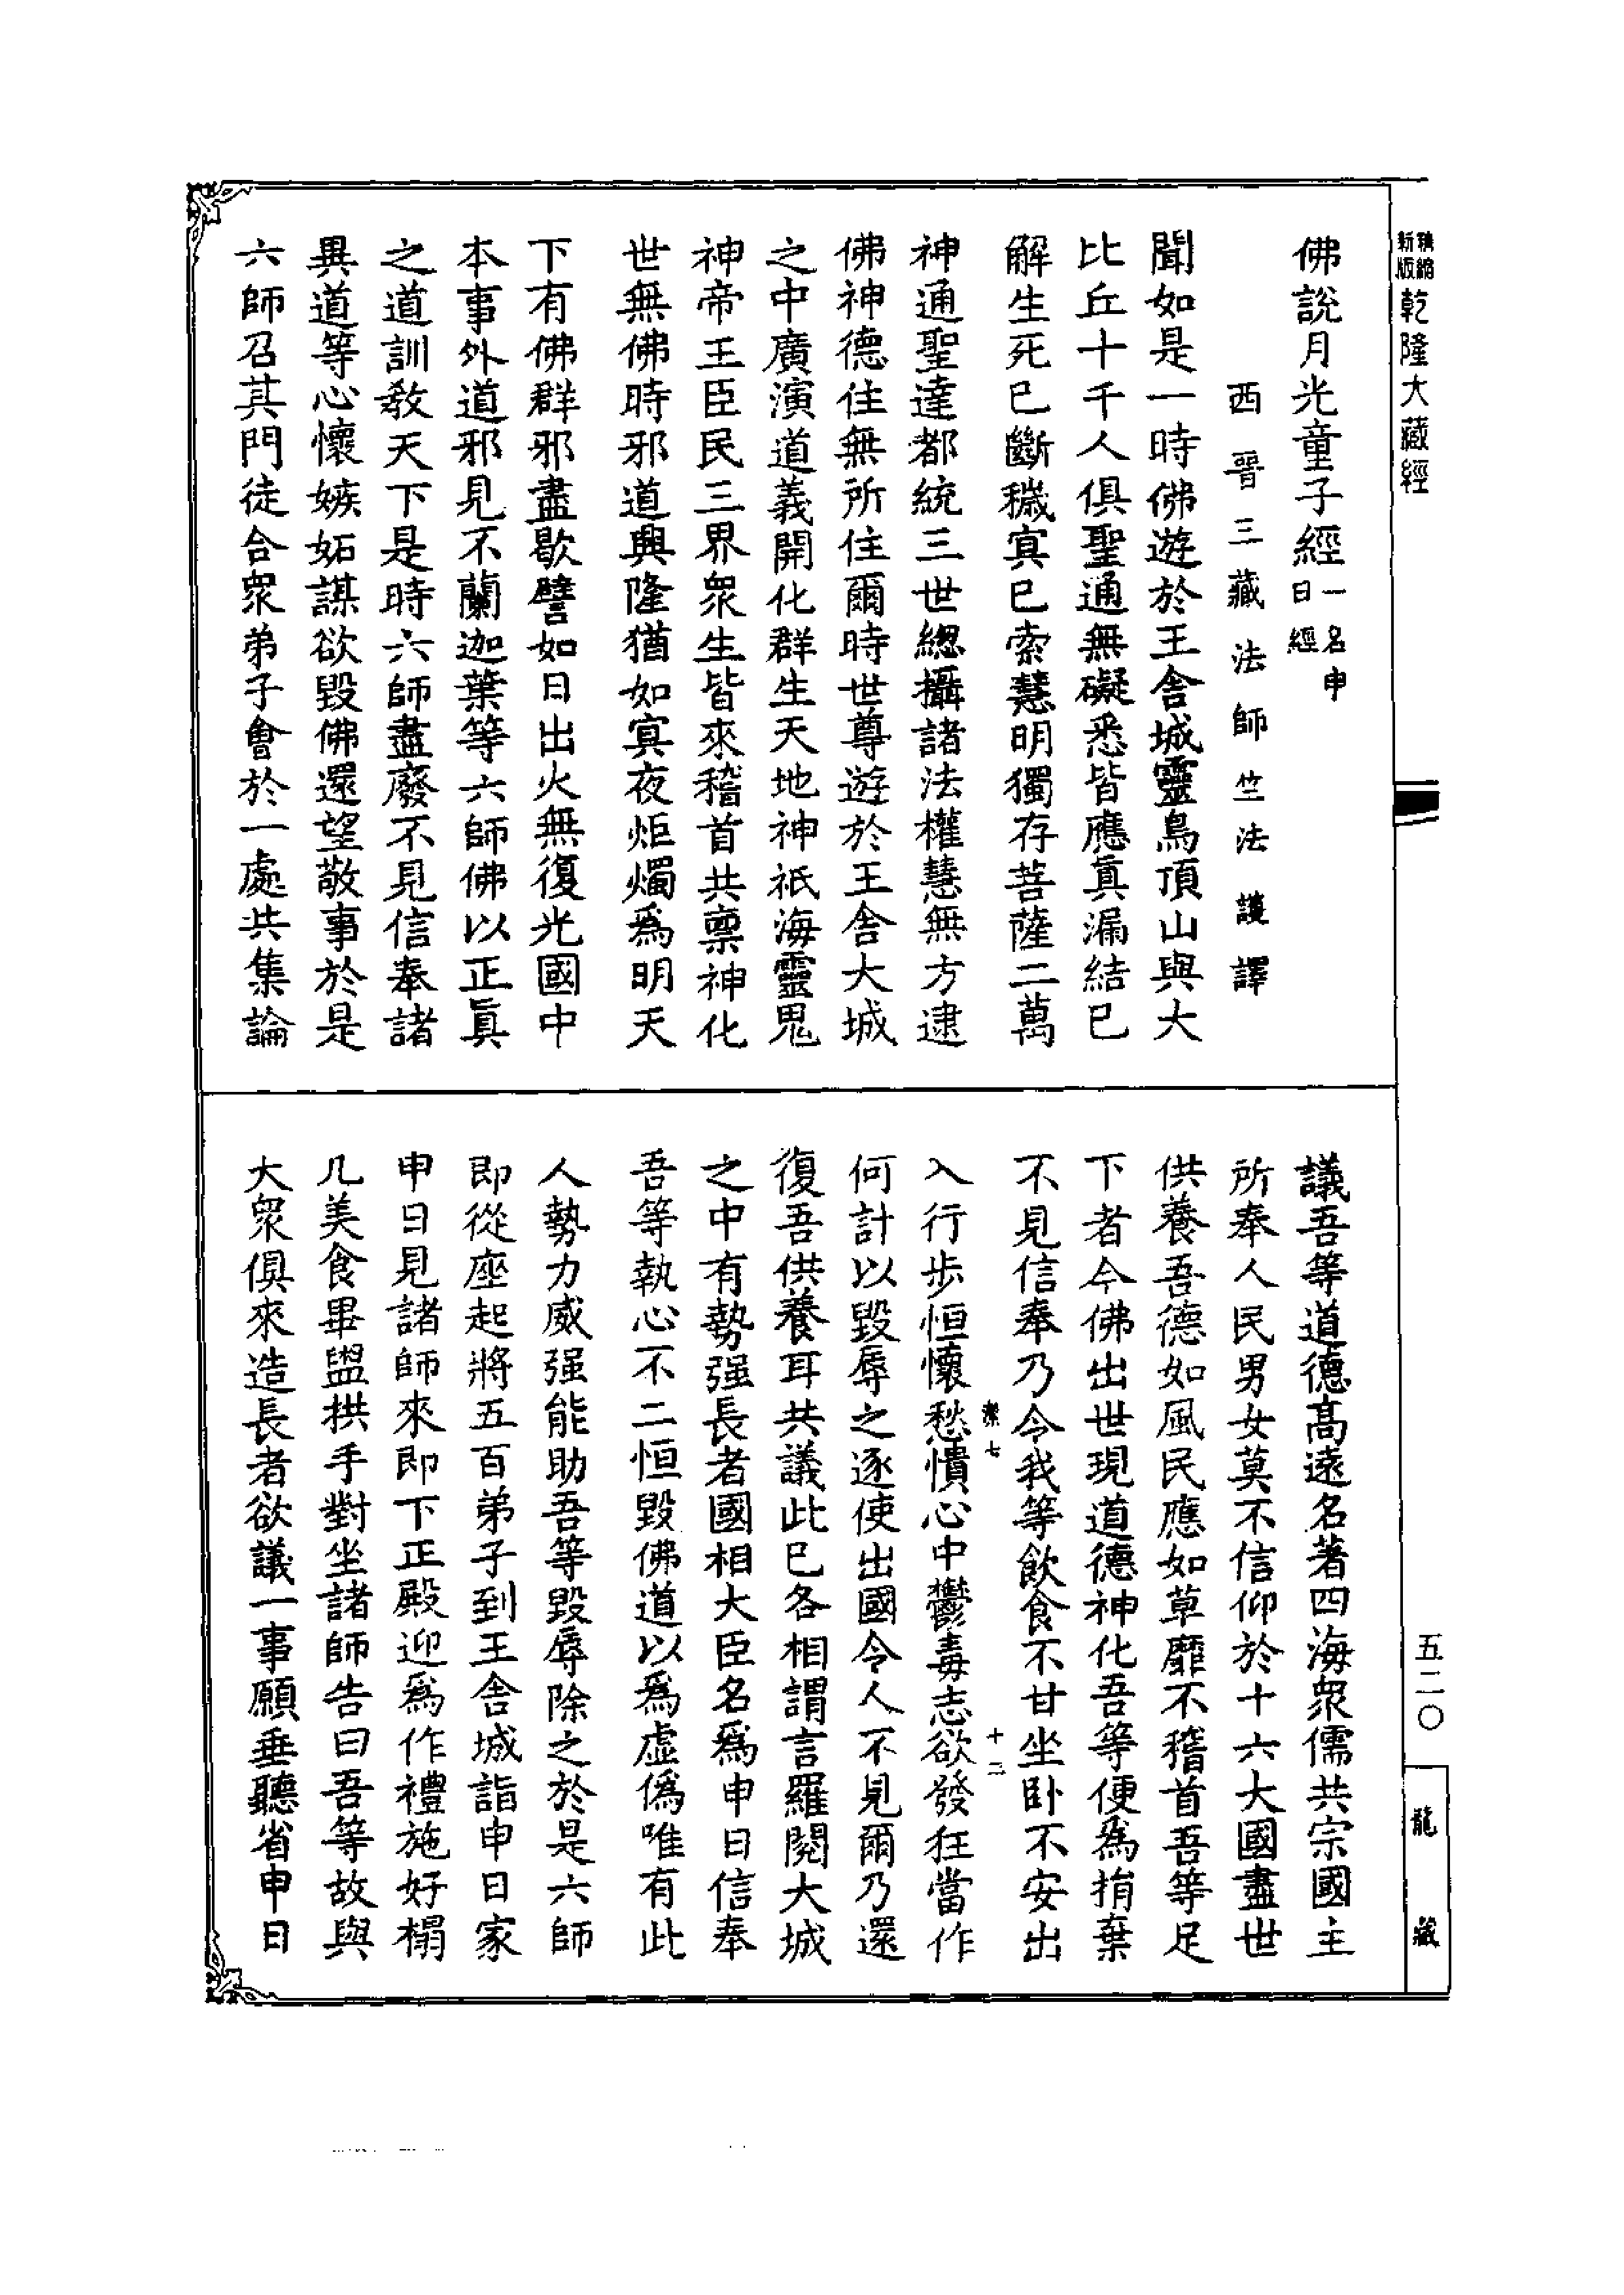 新版精縮乾隆大藏經
佛說月光童子經一名申日經
西晉三藏法師竺法護譯
聞如是一時佛遊於王舍城靈鳥頂山與大
比丘十千人俱聖通無礙悉皆應眞漏結已
解生死已斷穢寘已索慧明獨存菩薩二萬
神通聖達都統三世緫攝諸法權慧無方逮
佛神德住無所住爾時世尊遊於王舍大城
之中廣演道義開化群生天地神祇海靈鬼
神帝王臣民三界衆生皆來稽首共稟神化
世無佛時邪道興隆猶如寘夜炬燭爲明天
下有佛群邪盡歇譬如日出火無復光國中
本事外道邪見不蘭迦葉等六師佛以正眞
之道訓教天下是時六師盡廢不見信奉諸
異道等心懷嫉妬謀欲毀佛還望敬事於是
六師召其門徒合衆弟子會於一處共集論
議吾等道德高遠名著四海衆儒共宗國主
所奉人民男女莫不信仰於十六大國盡世
供養吾德如風民應如草靡不稽首吾等足
下者今佛出世現道德神化吾等便爲捐棄
不見信奉乃令我等飲食不甘坐卧不安出
入行步恒懷愁憒心中鬱毒志欲發狂當作
何計以毀辱之逐使出國令人不見爾乃還
復吾供養耳共議此已各相謂言羅閱大城
之中有勢强長者國相大臣名爲申日信奉
吾等執心不二恒毀佛道以爲虛僞唯有此
人勢力威强能助吾等毀辱除之於是六師
即從座起將五百弟子到王舍城詣申日家
申日見諸師來即下正殿迎爲作禮施好榻
几美食畢盥拱手對坐諸師告曰吾等故與
大衆俱來造長者欲議一事願垂聽省申日
七
十二
五二〇
龍藏